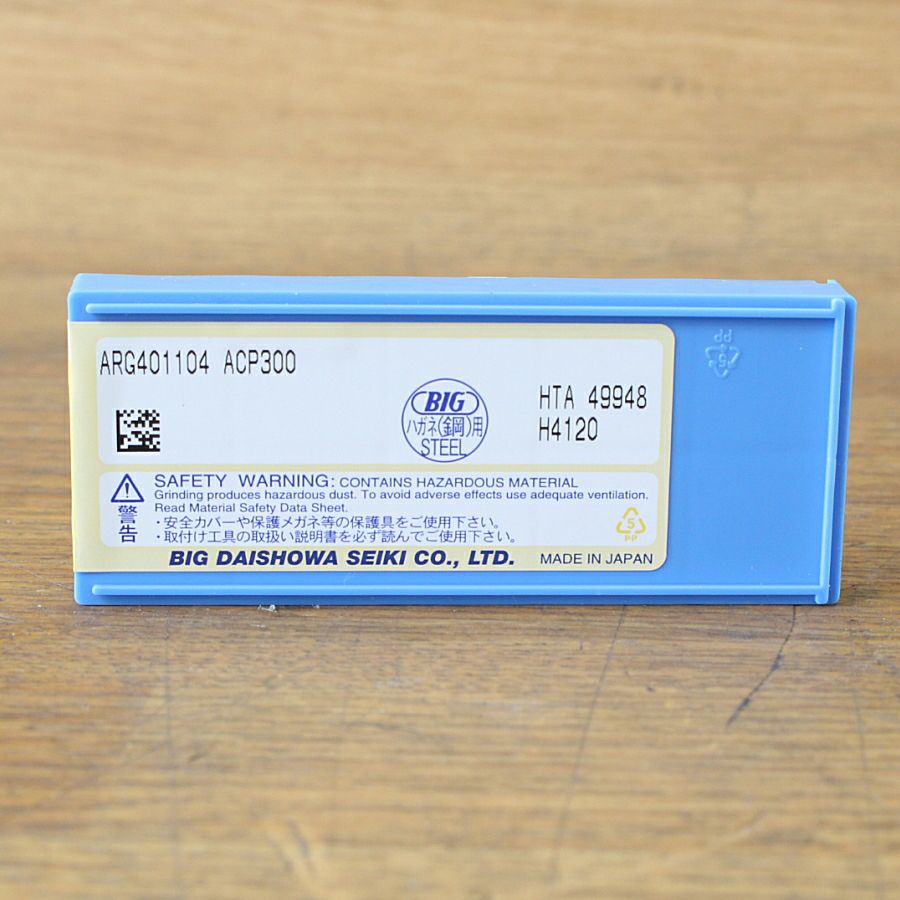 ARG401104 ACP300
BIG
ハガネ(鋼)用
STEEL
HTA 49948
H4120
SAFETY WARNING: CONTAINS HAZARDOUS MATERIAL
Grinding produces hazardous dust. To avoid adverse effects use adequate ventilation.
Read Material Safety Data Sheet.
警告
・安全カバーや保護メガネ等の保護具をご使用下さい。
・取付け工具の取扱い説明書を必ず読んでご使用下さい。
5
PP
BIG DAISHOWA SEIKI CO., LTD.
MADE IN JAPAN
PP
5